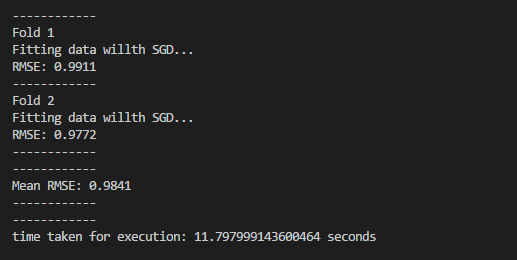 ------------
Fold 1
Fitting data willth SGD...
RMSE: 0.9911
------------
Fold 2
Fitting data willth SGD...
RMSE: 0.9772
------------
------------
Mean RMSE: 0.9841
------------
------------
time taken for execution: 11.797999143600464 seconds